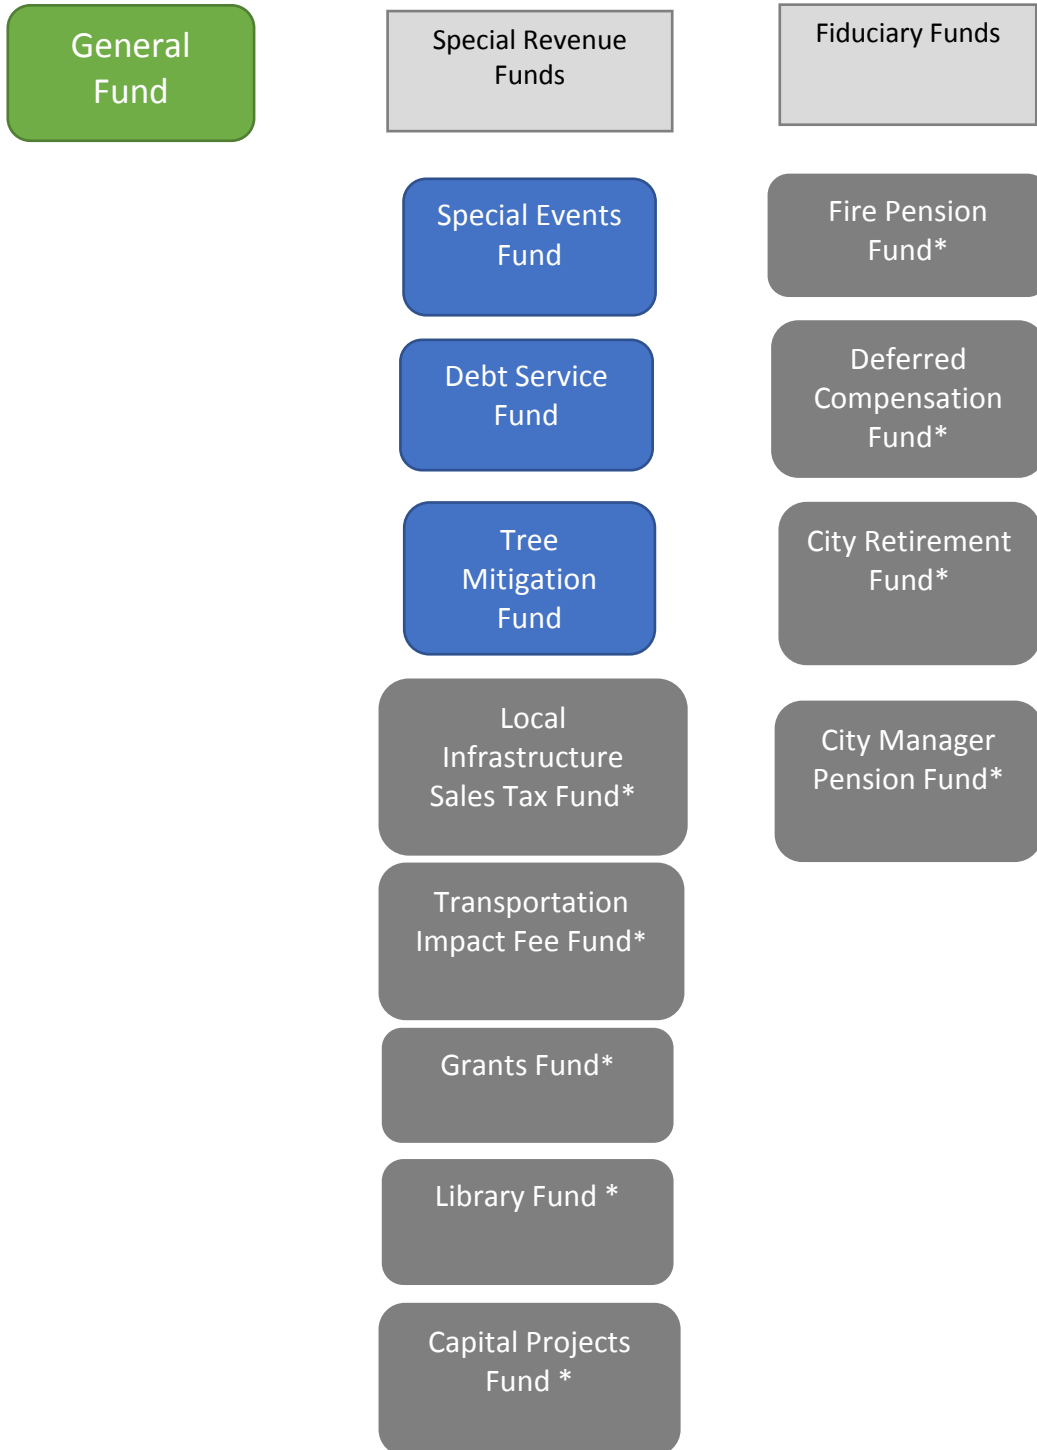 General
Fund
Special Revenue
Funds
Special Events
Fund
Debt Service
Fund
Tree
Mitigation
Fund
Local
Infrastructure
Sales Tax Fund*
Transportation
Impact Fee Fund*
Grants Fund*
Library Fund *
Capital Projects
Fund *
Fiduciary Funds
Fire Pension
Fund*
Deferred
Compensation
Fund*
City Retirement
Fund*
City Manager
Pension Fund*